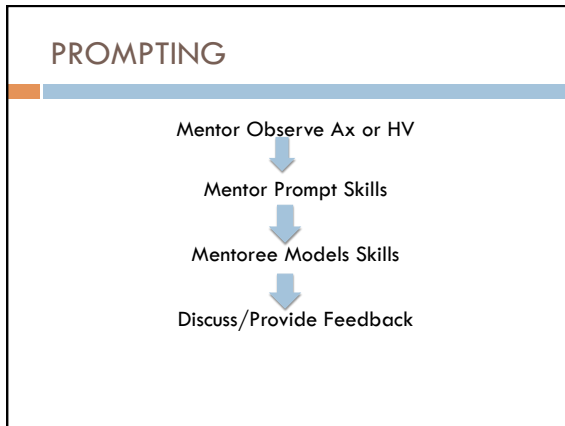 PROMPTING
Mentor Observe Ax or HV
Mentor Prompt Skills
Mentoree Models Skills
Discuss/Provide Feedback